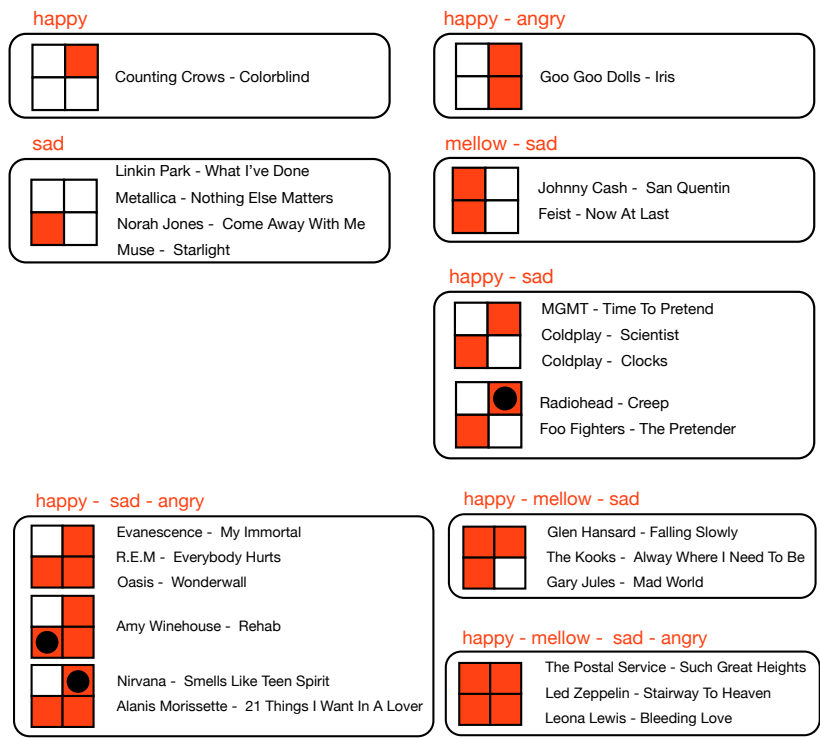 happy
Counting Crows - Colorblind
happy - angry
Goo Goo Dolls - Iris
sad
Linkin Park - What I've Done
Metallica - Nothing Else Matters
Norah Jones - Come Away With Me
Muse - Starlight
mellow - sad
Johnny Cash - San Quentin
Feist - Now At Last
happy - sad
MGMT - Time To Pretend
Coldplay - Scientist
Coldplay - Clocks
Radiohead - Creep
Foo Fighters - The Pretender
happy - sad - angry
Evanescence - My Immortal
R.E.M - Everybody Hurts
Oasis - Wonderwall
Amy Winehouse - Rehab
Nirvana - Smells Like Teen Spirit
Alanis Morissette - 21 Things I Want In A Lover
happy - mellow - sad
Glen Hansard - Falling Slowly
The Kooks - Alway Where I Need To Be
Gary Jules - Mad World
happy - mellow - sad - angry
The Postal Service - Such Great Heights
Led Zeppelin - Stairway To Heaven
Leona Lewis - Bleeding Love